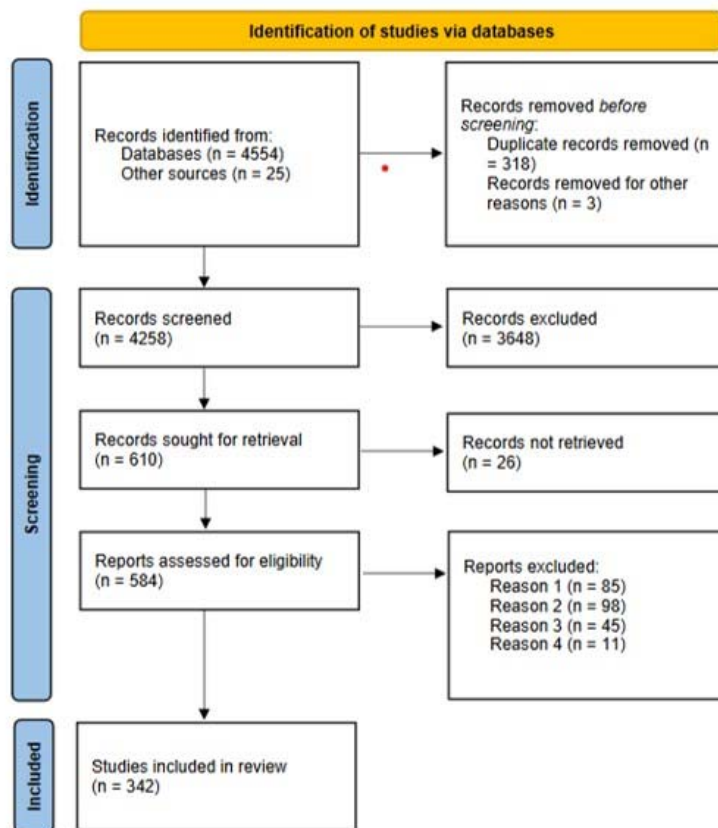 Identification of studies via databases
Identification
Records identified from:
Databases (n = 4554)
Other sources (n = 25)
Records removed before
screening:
Duplicate records removed (n
= 318)
Records removed for other
reasons (n = 3)
Screening
Records screened
(n = 4258)
Records excluded
(n = 3648)
Records sought for retrieval
(n = 610)
Records not retrieved
(n = 26)
Reports assessed for eligibility
(n = 584)
Reports excluded:
Reason 1 (n = 85)
Reason 2 (n = 98)
Reason 3 (n = 45)
Reason 4 (n = 11)
Included
Studies included in review
(n = 342)